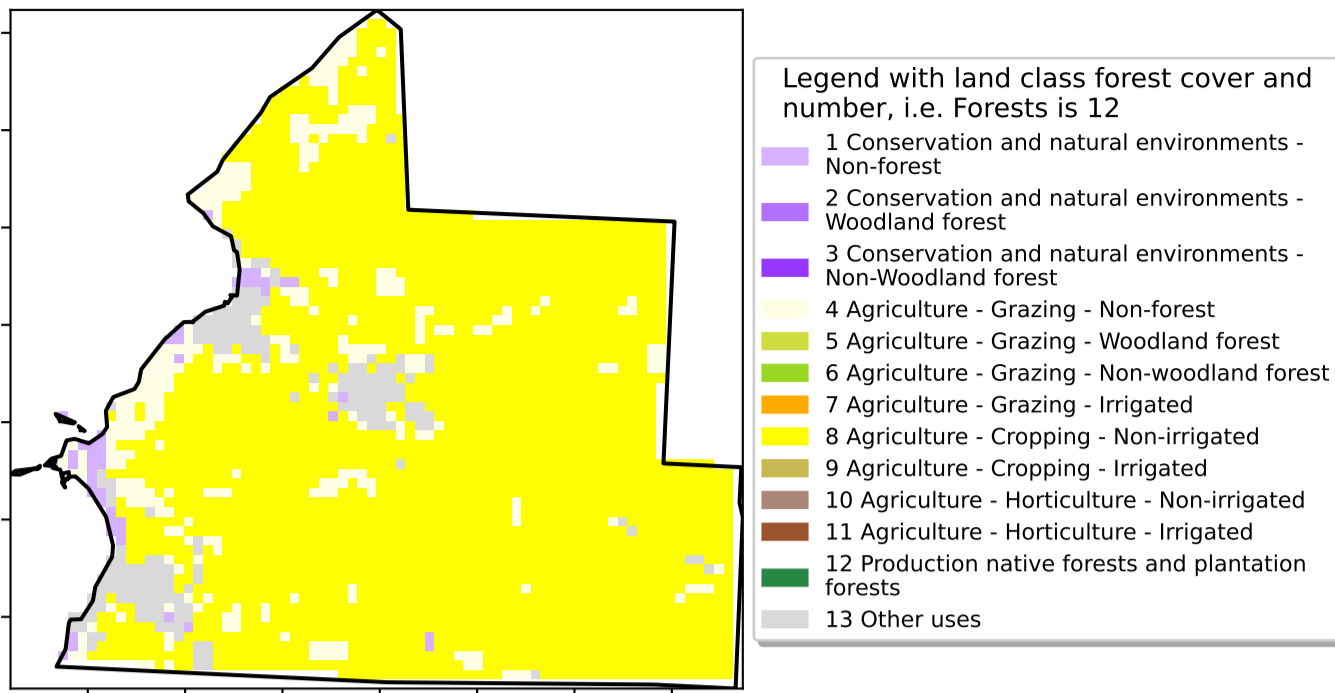 Legend with land class forest cover and
number, i.e. Forests is 12
1 Conservation and natural environments -
Non-forest
2 Conservation and natural environments -
Woodland forest
3 Conservation and natural environments -
Non-Woodland forest
4 Agriculture - Grazing - Non-forest
5 Agriculture - Grazing - Woodland forest
6 Agriculture - Grazing - Non-woodland forest
7 Agriculture - Grazing - Irrigated
8 Agriculture - Cropping - Non-irrigated
9 Agriculture - Cropping - Irrigated
10 Agriculture - Horticulture - Non-irrigated
11 Agriculture - Horticulture - Irrigated
12 Production native forests and plantation
forests
13 Other uses